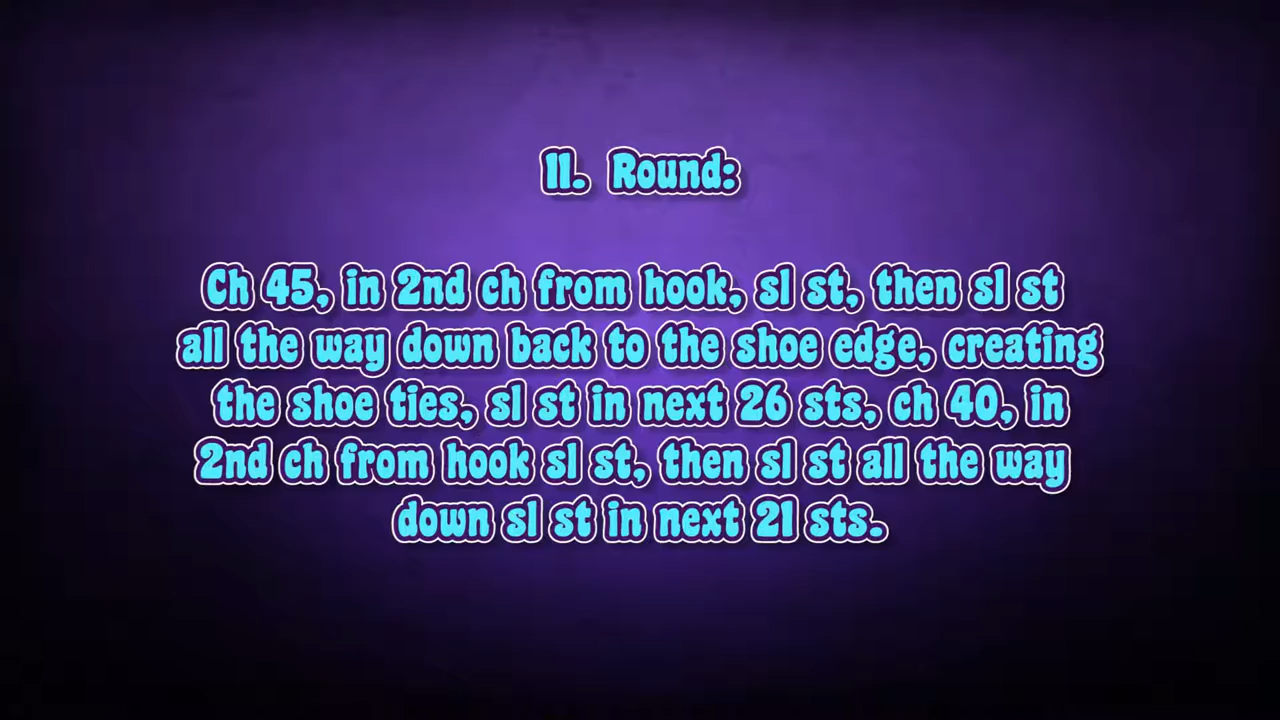 11. Round:
Ch 45, in 2nd ch from hook, sl st, then sl st
all the way down back to the shoe edge, creating
the shoe ties, sl st in next 26 sts, ch 40, in
2nd ch from hook sl st, then sl st all the way
down sl st in next 21 sts.